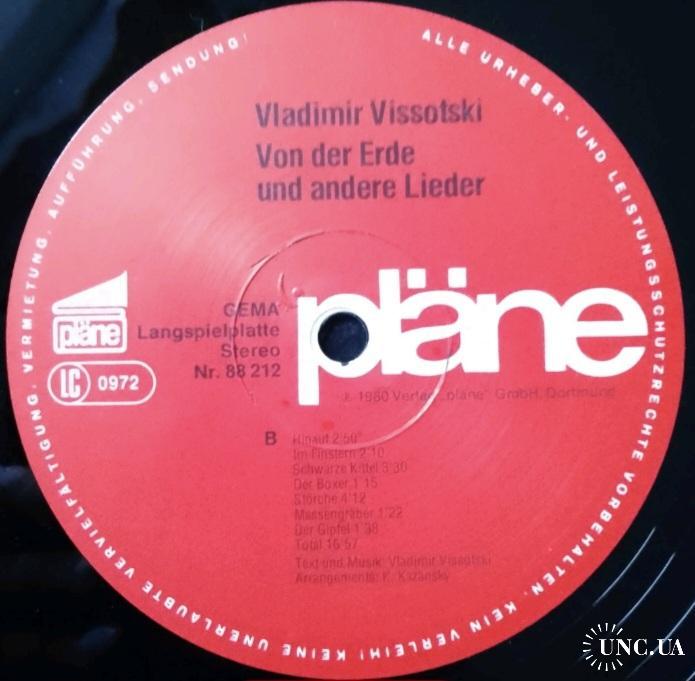 ALLE URHEBER- UND LEISTUNGSSCHUTZRECHTE VORBEHALTEN. KEIN VERLEIH! KEINE UNERLAUBTE VERVIELFÄLTIGUNG, VERMIETUNG, AUFFÜHRUNG, SENDUNG!
Vladimir Vissotski
Von der Erde
und andere Lieder
pläne
LC 0972
GEMA
Langspielplatte
Stereo
Nr. 88 212
pläne
1980 Verlag „pläne“ GmbH, Dortmund
B
Hinauf 2'50"
Im Finstern 2'10
Schwarze Kittel 3'30
Der Boxer 1'15
Störche 4'12
Massengräber 1'22
Der Gipfel 1'38
Total 16'57
Text und Musik: Vladimir Vissotski
Arrangements: K. Kazansky
UNC.UA